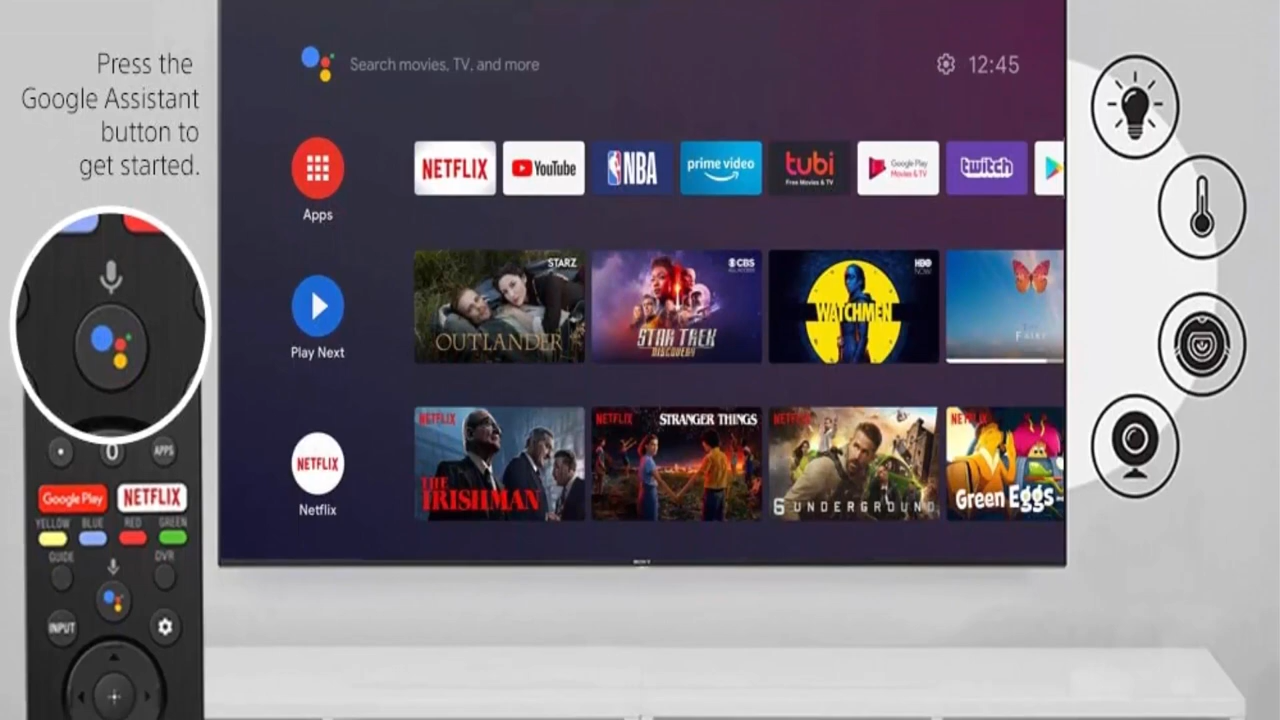 Press the
Google Assistant
button to
get started.
Search movies, TV, and more
12:45
Apps
NETFLIX
YouTube
NBA
prime video
tubi
Free Movies & TV
Google Play
Movies & TV
twitch
Play Next
STARZ
OUTLANDER
CBS
ALL ACCESS
STAR TREK
DISCOVERY
HBO
NOW
WATCHMEN
Netflix
NETFLIX
NETFLIX
THE
IRISHMAN
NETFLIX
STRANGER THINGS
NETFLIX
6 UNDERGROUND
NETFLIX
Green Eggs
SONY
0
APPS
Google Play
NETFLIX
YELLOW
BLUE
RED
GREEN
GUIDE
DVR
INPUT